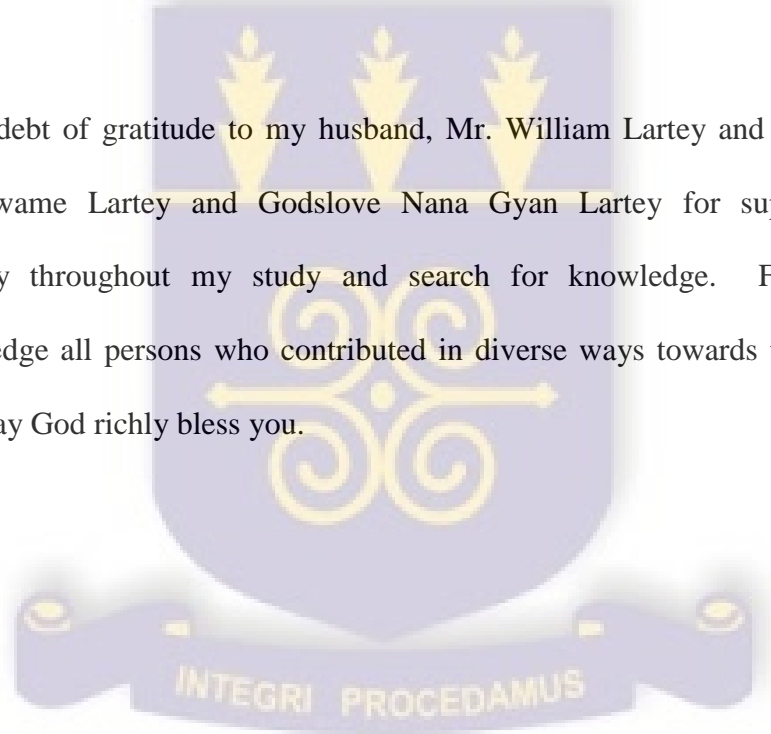 debt of gratitude to my husband, Mr. William Lartey and
wame Lartey and Godslove Nana Gyan Lartey for sup
y throughout my study and search for knowledge. F
edge all persons who contributed in diverse ways towards
ay God richly bless you.
INTEGRI PROCEDAMUS